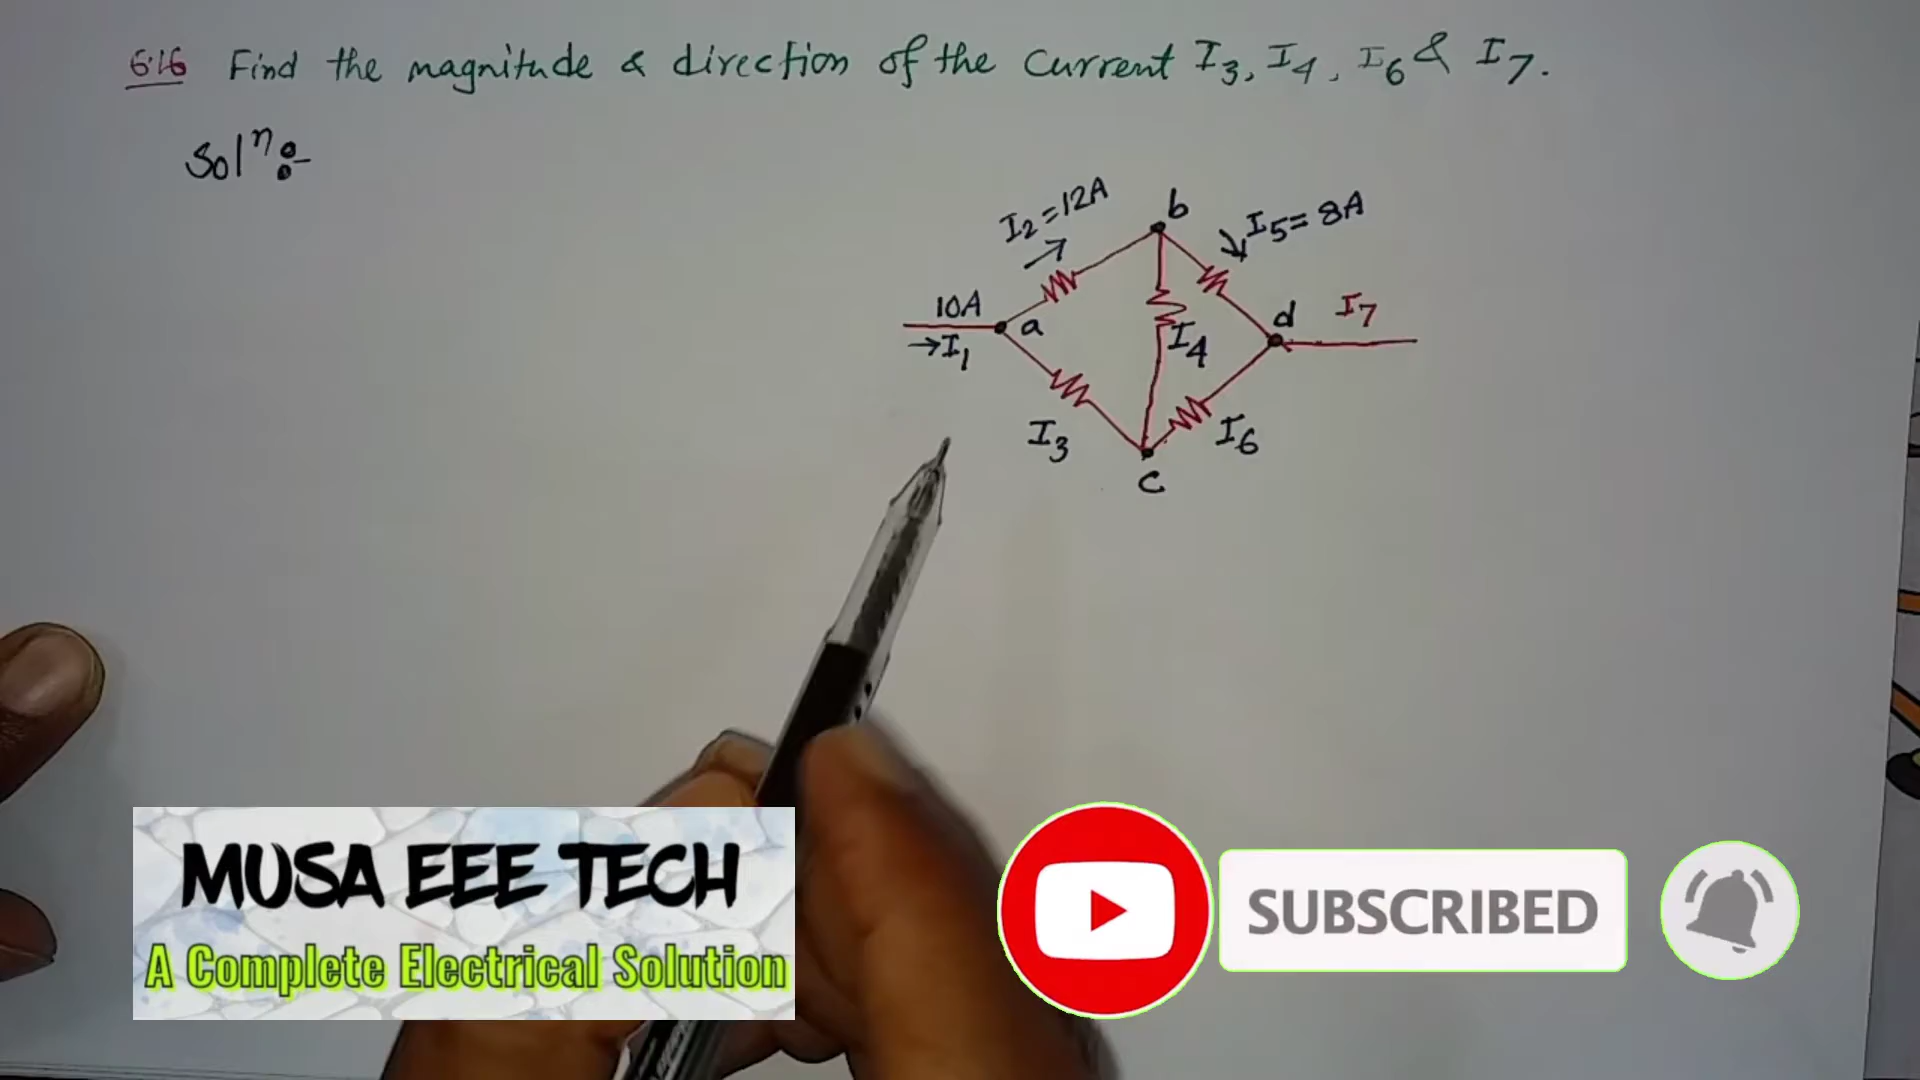 6.16 Find the magnitude & direction of the current I3, I4, I6 & I7.
Solⁿ:-
I2=12A
b
I5=8A
10A
a
d
I7
→I1
I4
I3
I6
c
MUSA EEE TECH
A Complete Electrical Solution
SUBSCRIBED